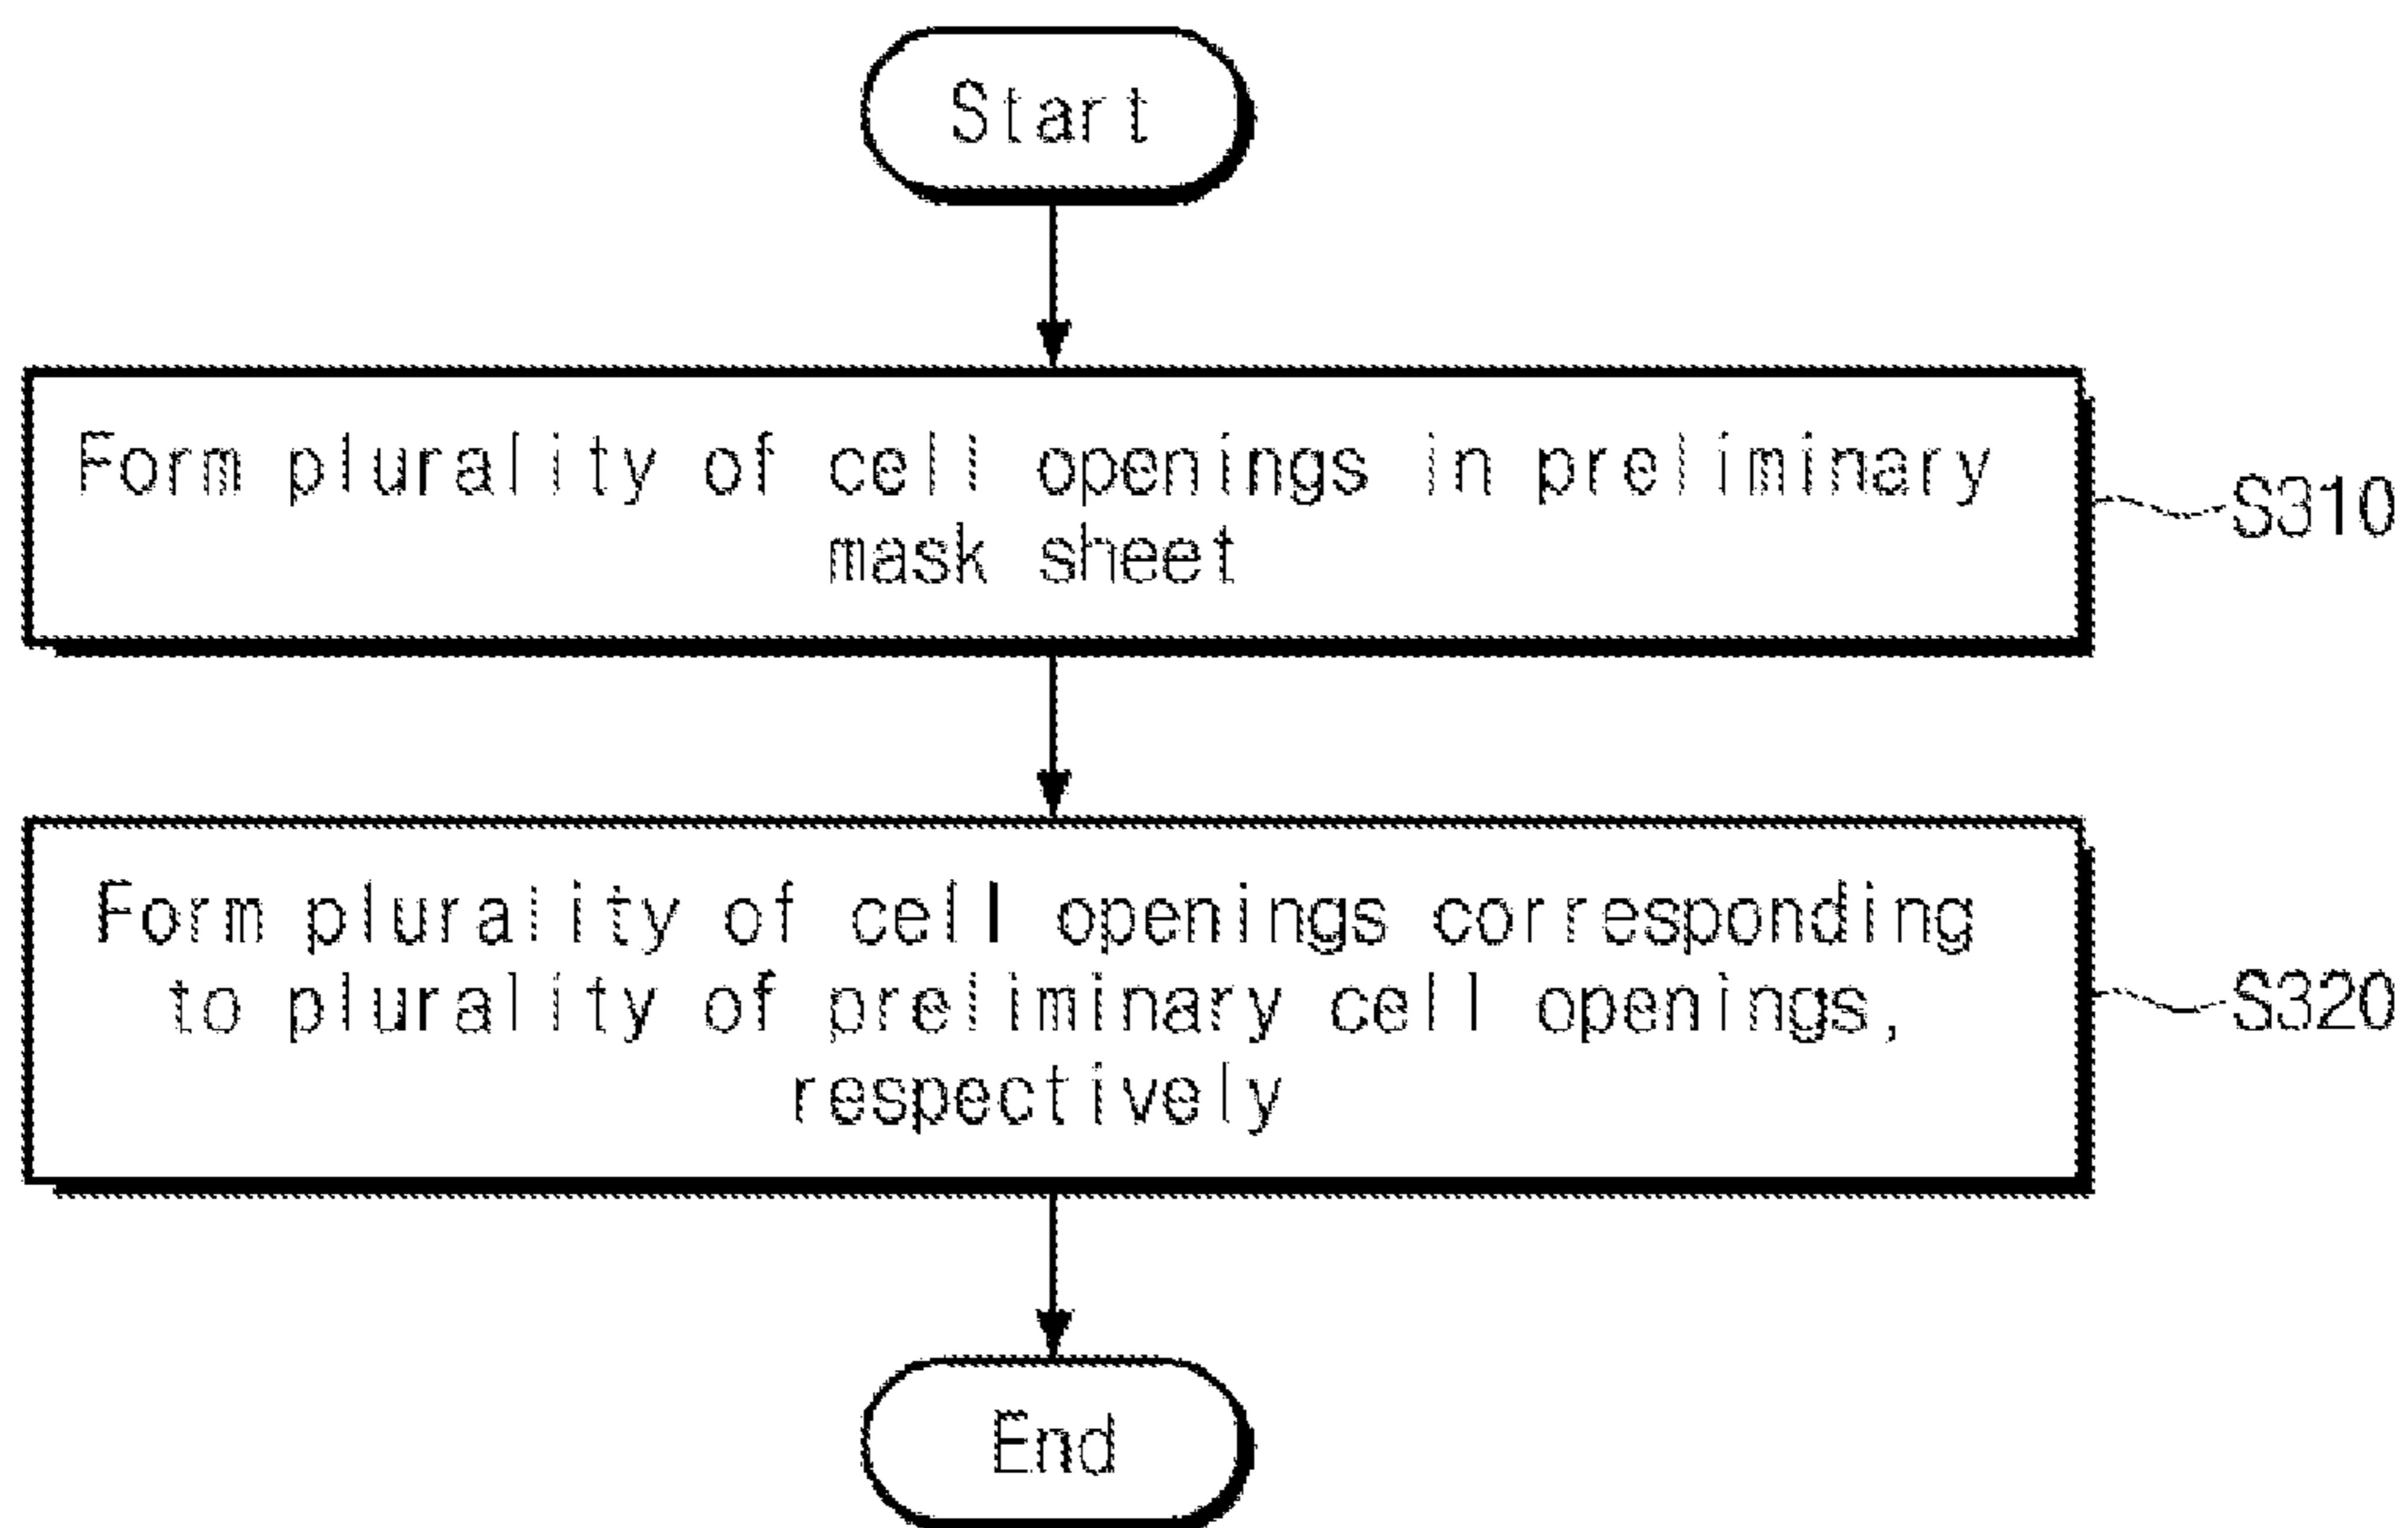 Start
Form plurality of cell openings in preliminary
mask sheet
S310
Form plurality of cell openings corresponding
to plurality of preliminary cell openings,
respectively
S320
End